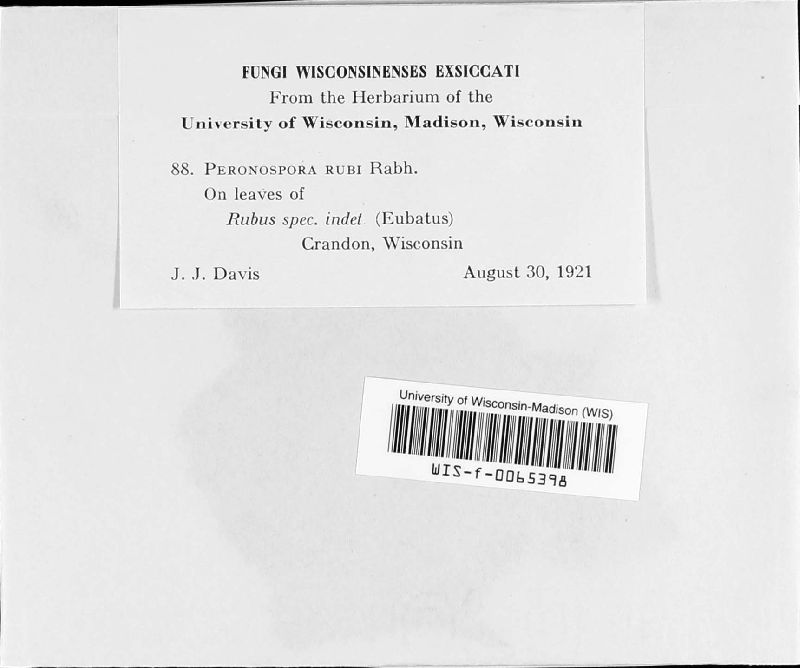 FUNGI WISCONSINENSES EXSICCATI
From the Herbarium of the
University of Wisconsin, Madison, Wisconsin
88. PERONOSPORA RUBI Rabh.
On leaves of
Rubus spec. indet. (Eubatus)
Crandon, Wisconsin
J. J. Davis August 30, 1921
University of Wisconsin-Madison (WIS)
WIS-f-0065398